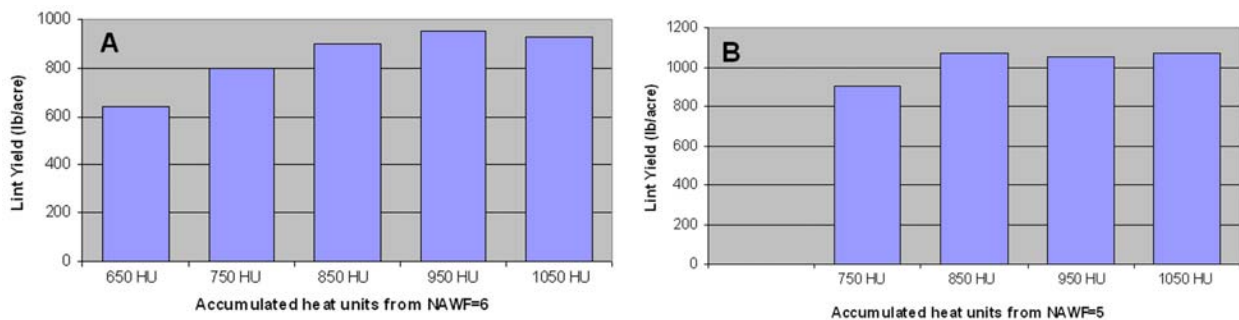 A
Lint Yield (lb/acre)
1000
800
600
400
200
0
650 HU 750 HU 850 HU 950 HU 1050 HU
Accumulated heat units from NAWF=6
B
Lint Yield (lb/acre)
1200
1000
800
600
400
200
0
750 HU 850 HU 950 HU 1050 HU
Accumulated heat units from NAWF=5